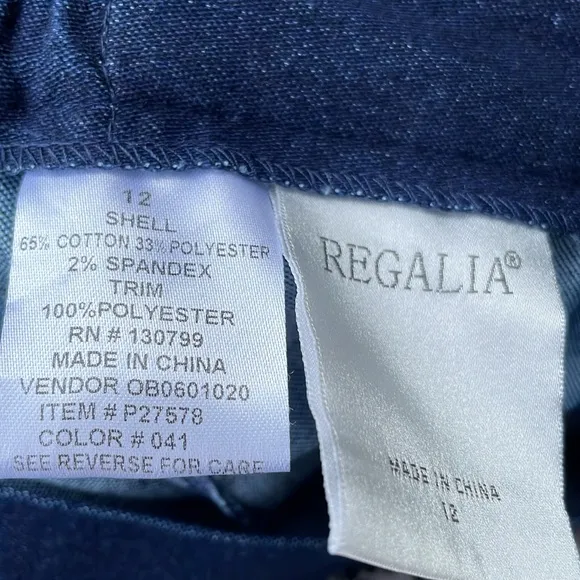 12
SHELL
65% COTTON 33% POLYESTER
2% SPANDEX
TRIM
100%POLYESTER
RN # 130799
MADE IN CHINA
VENDOR OB0601020
ITEM # P27578
COLOR # 041
SEE REVERSE FOR CARE
REGALIA®
MADE IN CHINA
12